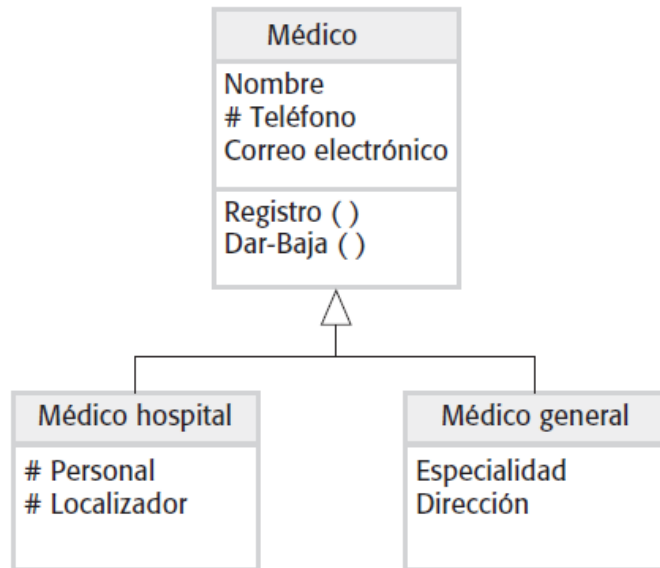 Médico
Nombre
# Teléfono
Correo electrónico
Registro ( )
Dar-Baja ( )
Médico hospital
# Personal
# Localizador
Médico general
Especialidad
Dirección